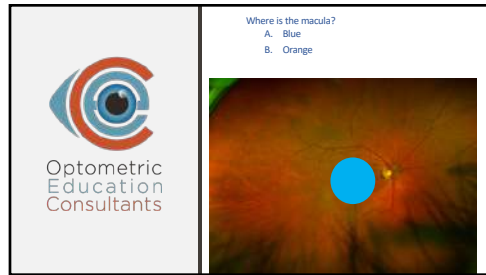 Optometric
Education
Consultants
Where is the macula?
A. Blue
B. Orange